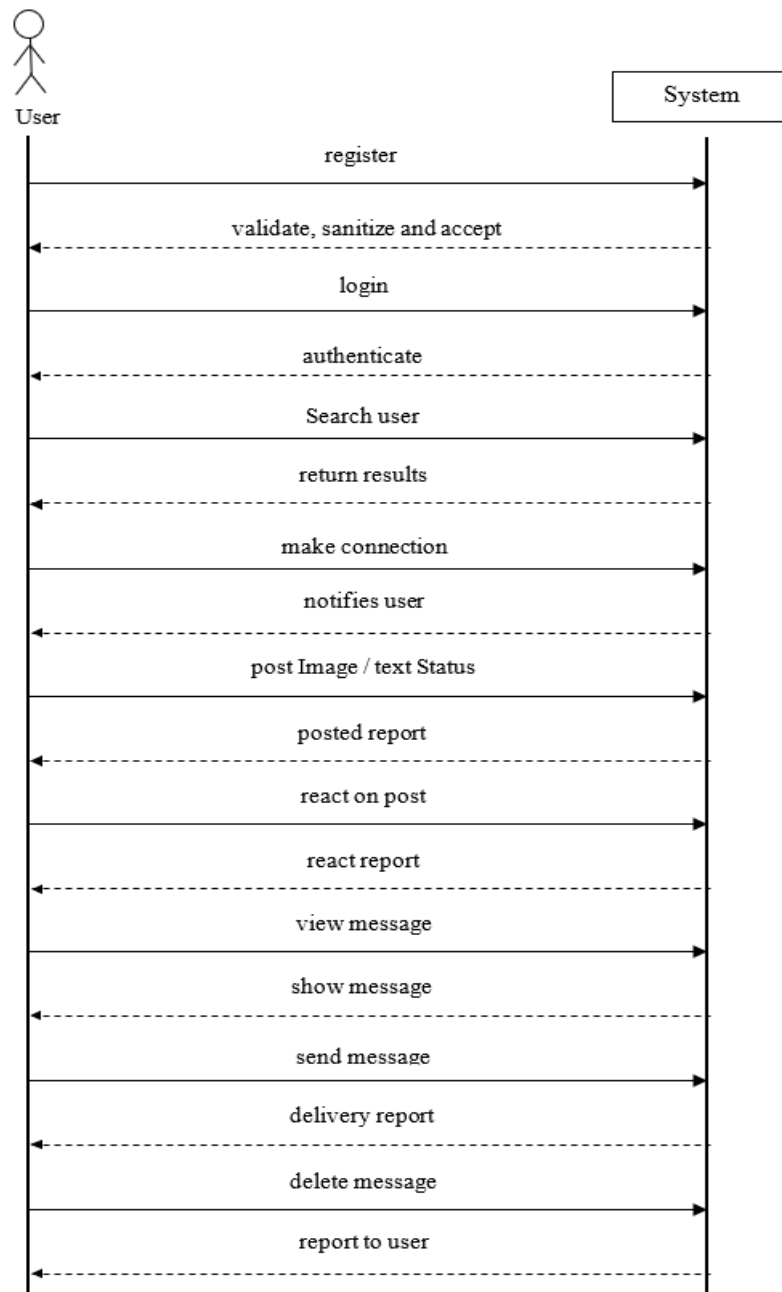 User
System
register
validate, sanitize and accept
login
authenticate
Search user
return results
make connection
notifies user
post Image / text Status
posted report
react on post
react report
view message
show message
send message
delivery report
delete message
report to user